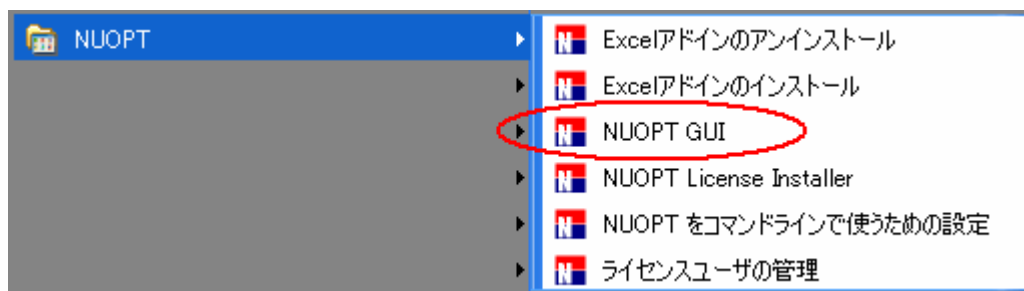 NUOPT
Excelアドインのアンインストール
Excelアドインのインストール
NUOPT GUI
NUOPT License Installer
NUOPT をコマンドラインで使うための設定
ライセンスユーザの管理